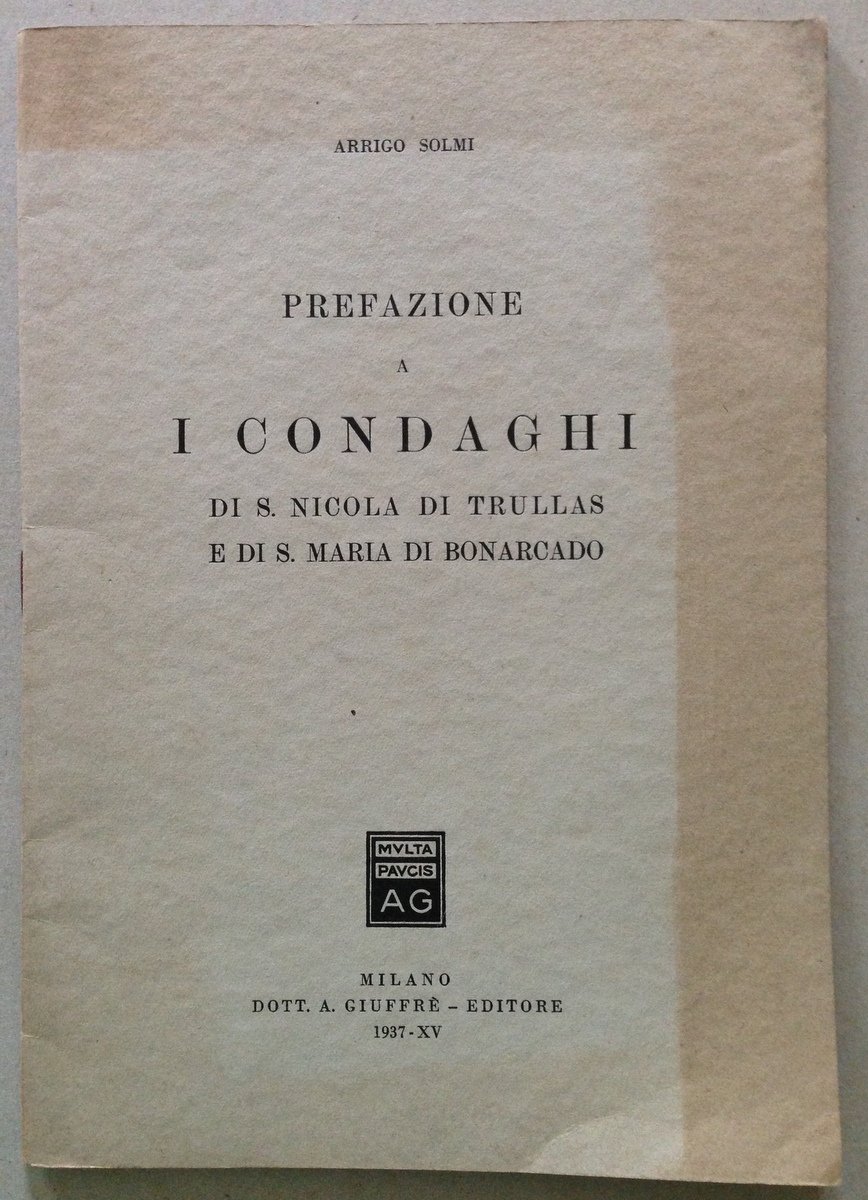 ARRIGO SOLMI
PREFAZIONE
A
I CONDAGHI
DI S. NICOLA DI TRULLAS
E DI S. MARIA DI BONARCADO
MVLTA
PAVCIS
AG
MILANO
DOTT. A. GIUFFRÈ - EDITORE
1937-XV